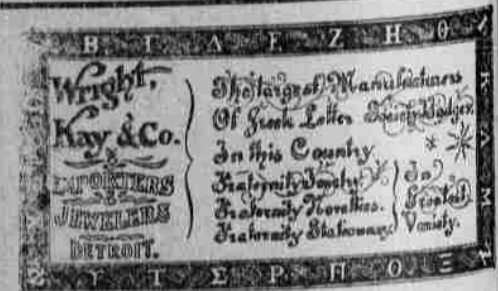 Β Γ Δ Ε Ζ Η Θ Ι
Κ Λ Μ
Wright,
Kay & Co.
IMPORTERS
&
JEWELERS
DETROIT.
The largest Manufacturers
Of Greek Letter Society Badges,
In this Country
Fraternity Jewelry.
Fraternity Novelties.
Fraternity Stationary,
In
Greatest
Variety.
Υ Τ Σ Ρ Π Ο Ξ